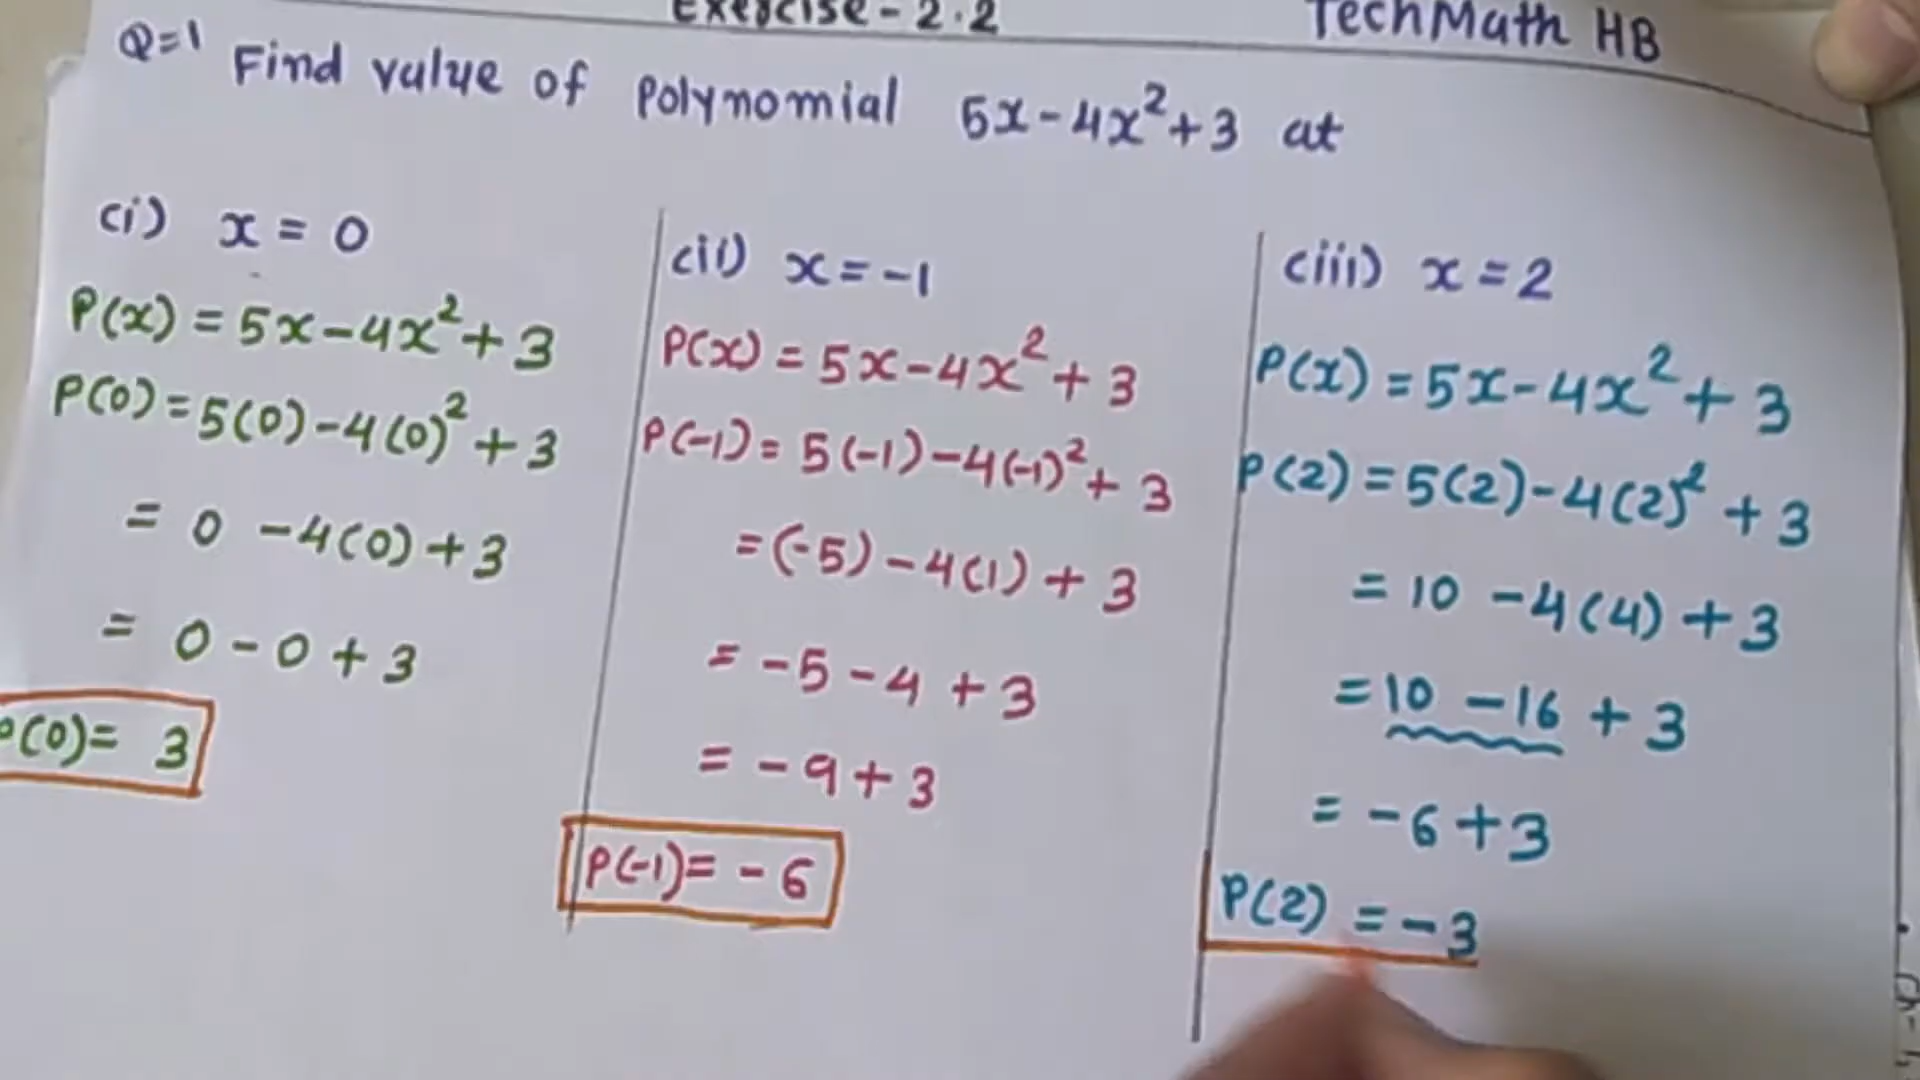 Exercise-2.2
TechMath HB
Q=1 Find value of Polynomial 5x-4x²+3 at
(i) x = 0
P(x) = 5x-4x²+3
P(0) = 5(0)-4(0)²+3
= 0 -4(0)+3
= 0-0+3
P(0)= 3
(ii) x = -1
P(x) = 5x-4x²+3
P(-1) = 5(-1)-4(-1)²+3
= (-5)-4(1)+3
= -5-4+3
= -9+3
P(-1)= -6
(iii) x = 2
P(x) = 5x-4x²+3
P(2) = 5(2)-4(2)²+3
= 10 -4(4)+3
= 10 -16+3
= -6+3
P(2) = -3